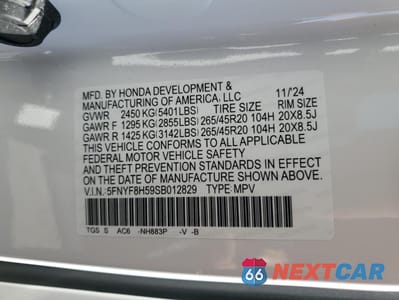 MFD. BY HONDA DEVELOPMENT & 11/'24
MANUFACTURING OF AMERICA, LLC
GVWR 2450 KG(5401LBS) TIRE SIZE RIM SIZE
GAWR F 1295 KG(2855LBS) 265/45R20 104H 20X8.5J
GAWR R 1425 KG(3142LBS) 265/45R20 104H 20X8.5J
THIS VEHICLE CONFORMS TO ALL APPLICABLE
FEDERAL MOTOR VEHICLE SAFETY
AND THEFT PREVENTION STANDARDS IN EFFECT ON
THE DATE OF MANUFACTURE SHOWN ABOVE.
V.I.N.: 5FNYF8H59SB012829 TYPE: MPV
TGS S AC6 -NH883P -V -B
66 NEXTCAR